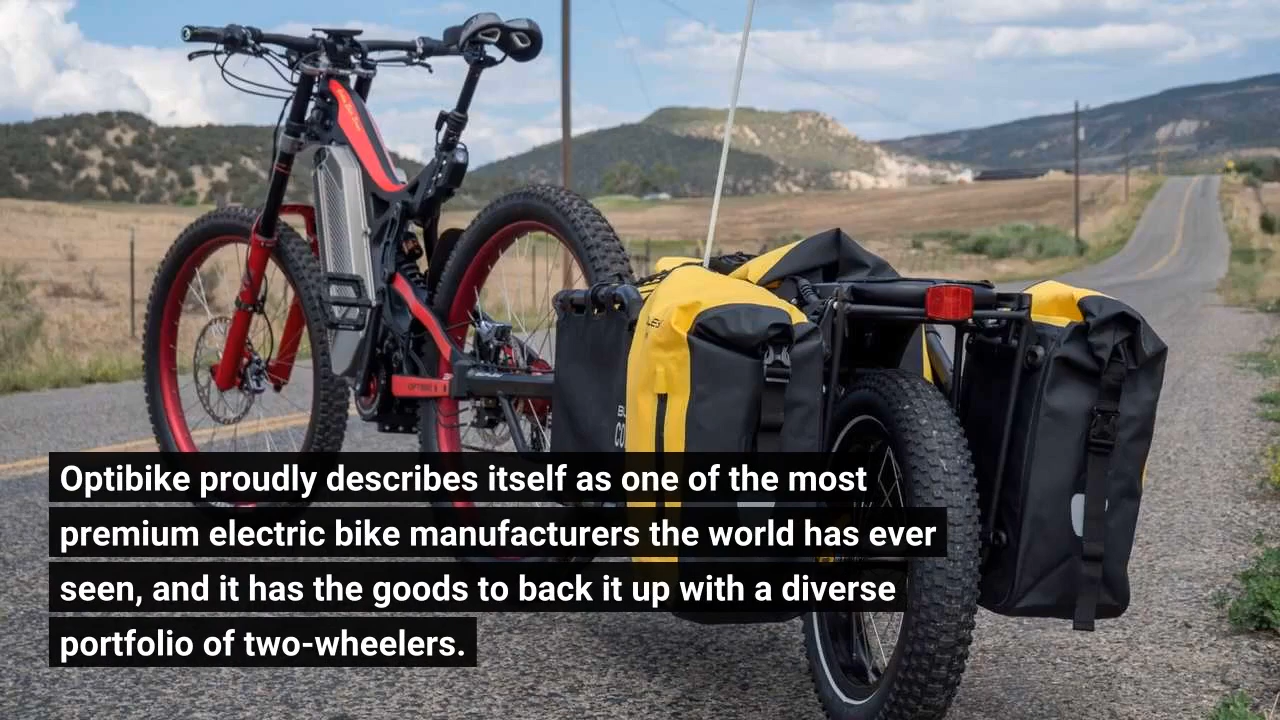 OPTIBIKE
Optibike proudly describes itself as one of the most
premium electric bike manufacturers the world has ever
seen, and it has the goods to back it up with a diverse
portfolio of two-wheelers.